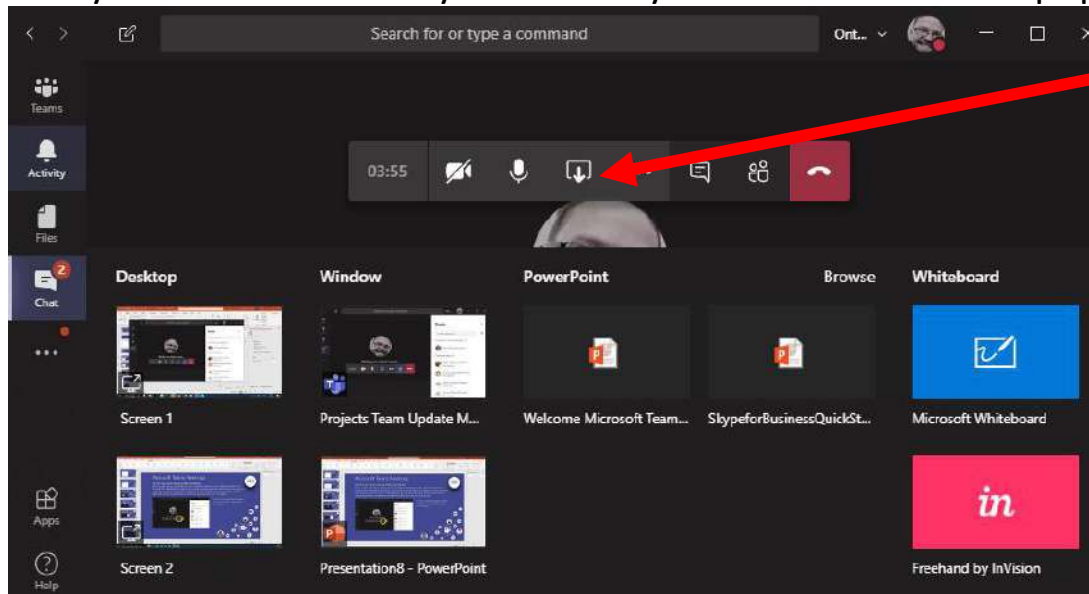 Search for or type a command
Ont...
Teams
Activity
Files
2
Chat
Apps
Help
03:55
Desktop
Window
PowerPoint
Browse
Whiteboard
Screen 1
Projects Team Update M...
Welcome Microsoft Team...
SkypeforBusinessQuickSt...
Microsoft Whiteboard
in
Screen 2
Presentation8 - PowerPoint
Freehand by InVision